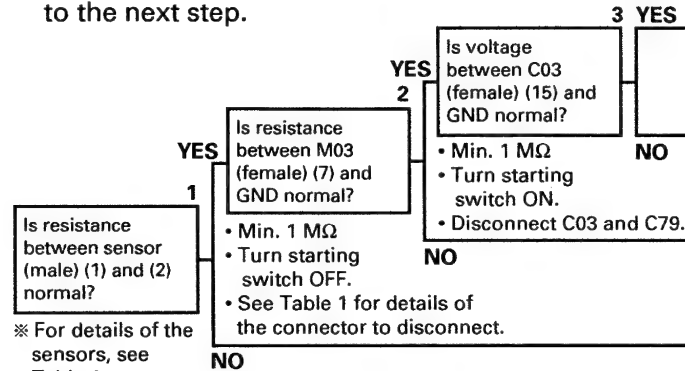 to the next step.
3 YES
Is voltage
between C03
(female) (15) and
GND normal?
YES
2
• Min. 1 MΩ
• Turn starting
switch ON.
• Disconnect C03 and C79.
NO
Is resistance
between M03
(female) (7) and
GND normal?
YES
1
• Min. 1 MΩ
• Turn starting
switch OFF.
• See Table 1 for details of
the connector to disconnect.
NO
Is resistance
between sensor
(male) (1) and (2)
normal?
※ For details of the
sensors, see
NO